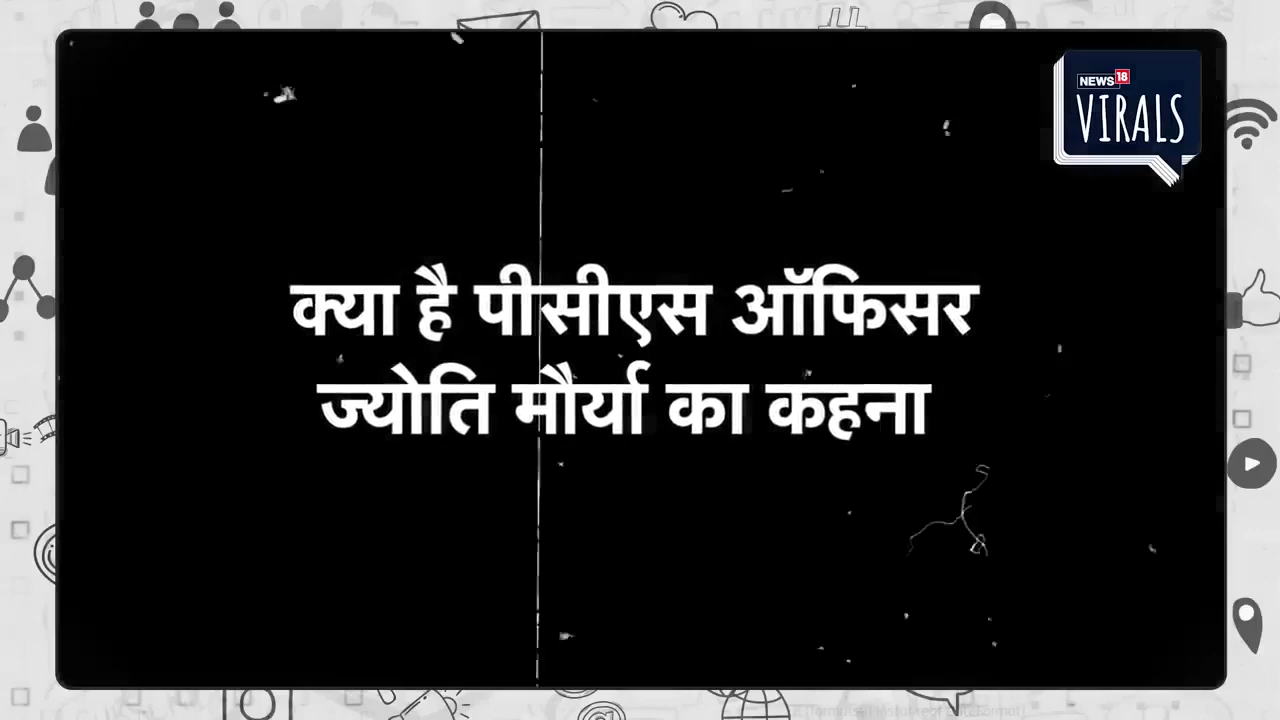 NEWS18
VIRALS
क्या है पीसीएस ऑफिसर
ज्योति मौर्या का कहना